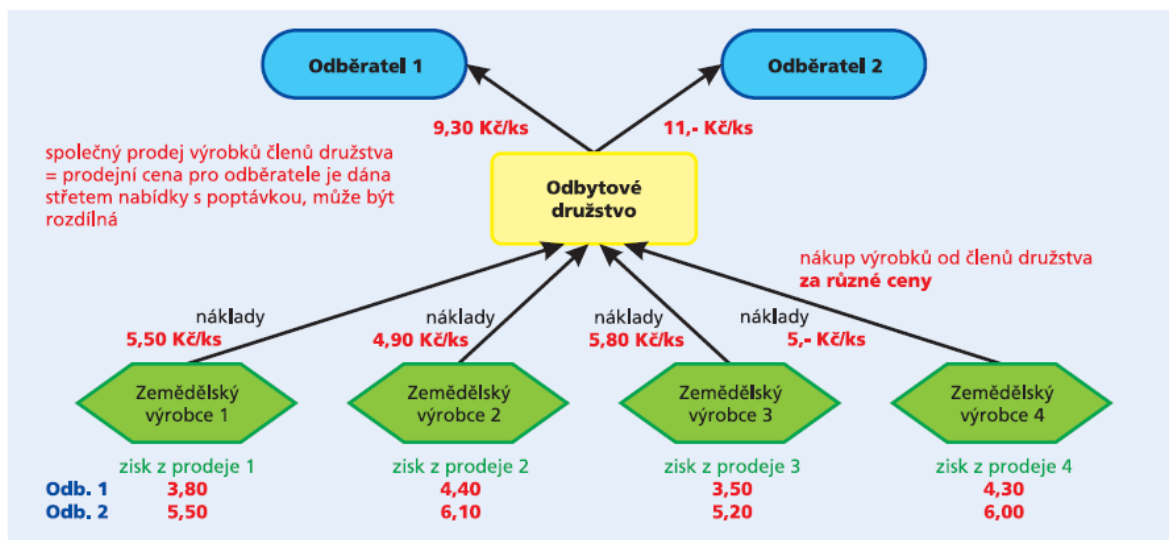 Odběratel 1
Odběratel 2
9,30 Kč/ks
11,- Kč/ks
společný prodej výrobků členů družstva
= prodejní cena pro odběratele je dána
střetem nabídky s poptávkou, může být
rozdílná
Odbytové
družstvo
nákup výrobků od členů družstva
za různé ceny
náklady
5,50 Kč/ks
náklady
4,90 Kč/ks
náklady
5,80 Kč/ks
náklady
5,- Kč/ks
Zemědělský
výrobce 1
Zemědělský
výrobce 2
Zemědělský
výrobce 3
Zemědělský
výrobce 4
zisk z prodeje 1 zisk z prodeje 2 zisk z prodeje 3 zisk z prodeje 4
Odb. 1 3,80 4,40 3,50 4,30
Odb. 2 5,50 6,10 5,20 6,00